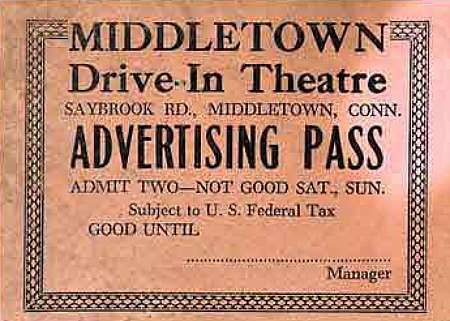 MIDDLETOWN
Drive-In Theatre
SAYBROOK RD., MIDDLETOWN, CONN.
ADVERTISING PASS
ADMIT TWO—NOT GOOD SAT., SUN.
Subject to U. S. Federal Tax
GOOD UNTIL
Manager